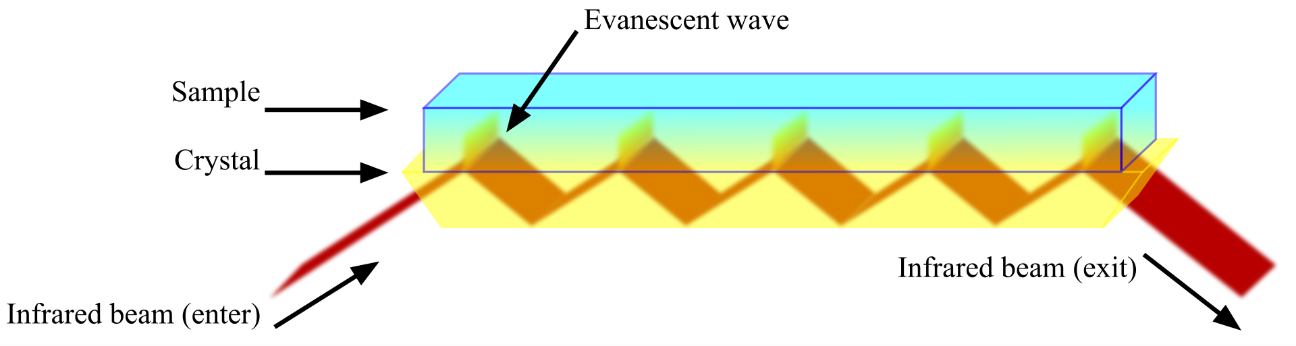 Evanescent wave
Sample
Crystal
Infrared beam (exit)
Infrared beam (enter)